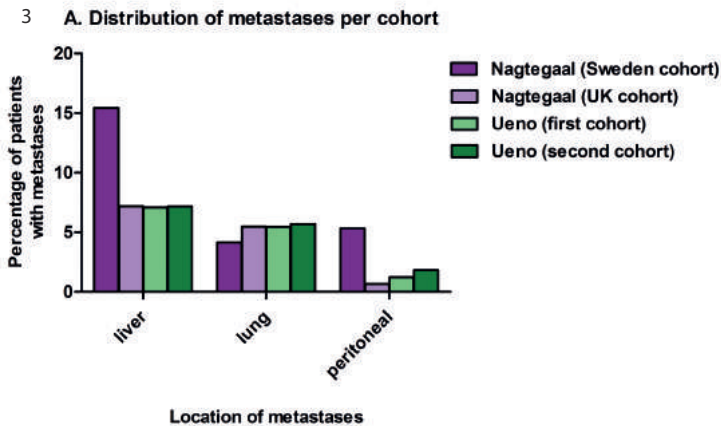 3 A. Distribution of metastases per cohort
20
15
10
5
0
Percentage of patients
with metastases
Nagtegaal (Sweden cohort)
Nagtegaal (UK cohort)
Ueno (first cohort)
Ueno (second cohort)
liver
lung
peritoneal
Location of metastases